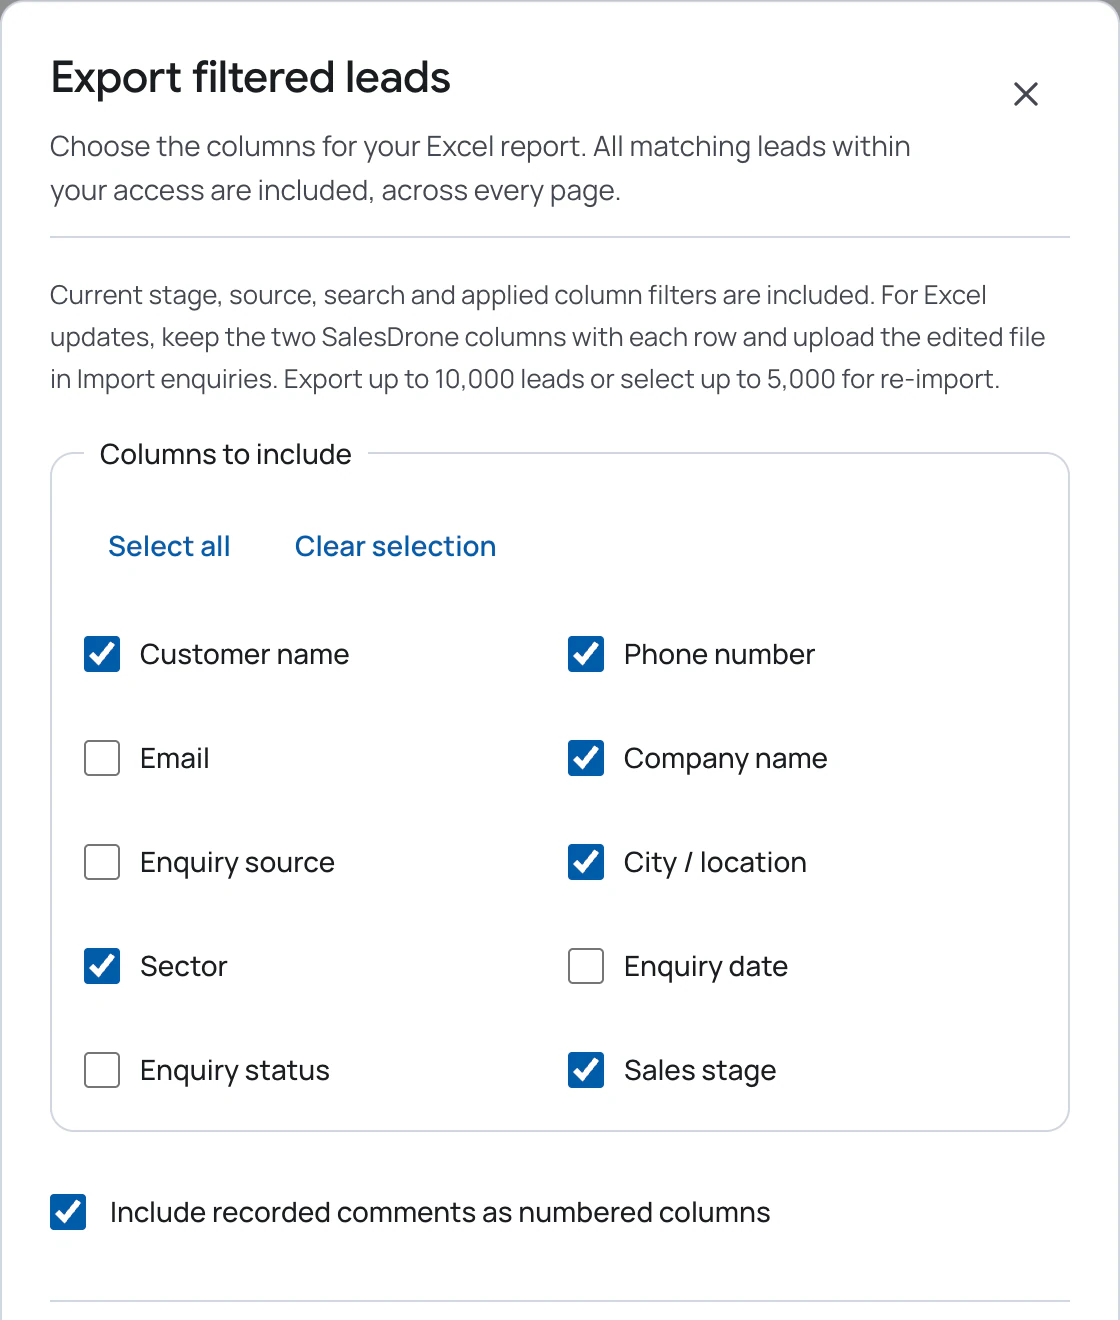 Export filtered leads
Choose the columns for your Excel report. All matching leads within
your access are included, across every page.
Current stage, source, search and applied column filters are included. For Excel
updates, keep the two SalesDrone columns with each row and upload the edited file
in Import enquiries. Export up to 10,000 leads or select up to 5,000 for re-import.
Columns to include
Select all Clear selection
Customer name Phone number
Email Company name
Enquiry source City / location
Sector Enquiry date
Enquiry status Sales stage
Include recorded comments as numbered columns